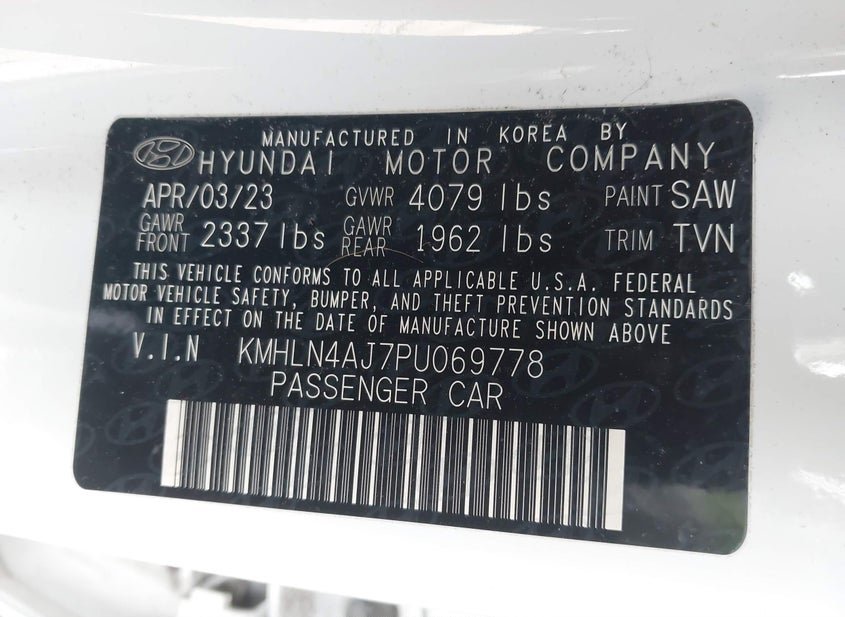 MANUFACTURED IN KOREA BY
HYUNDAI MOTOR COMPANY
APR/03/23 GVWR 4079 lbs PAINT SAW
GAWR FRONT 2337 lbs GAWR REAR 1962 lbs TRIM TVN
THIS VEHICLE CONFORMS TO ALL APPLICABLE U.S.A. FEDERAL
MOTOR VEHICLE SAFETY, BUMPER, AND THEFT PREVENTION STANDARDS
IN EFFECT ON THE DATE OF MANUFACTURE SHOWN ABOVE
V.I.N KMHLN4AJ7PU069778
PASSENGER CAR